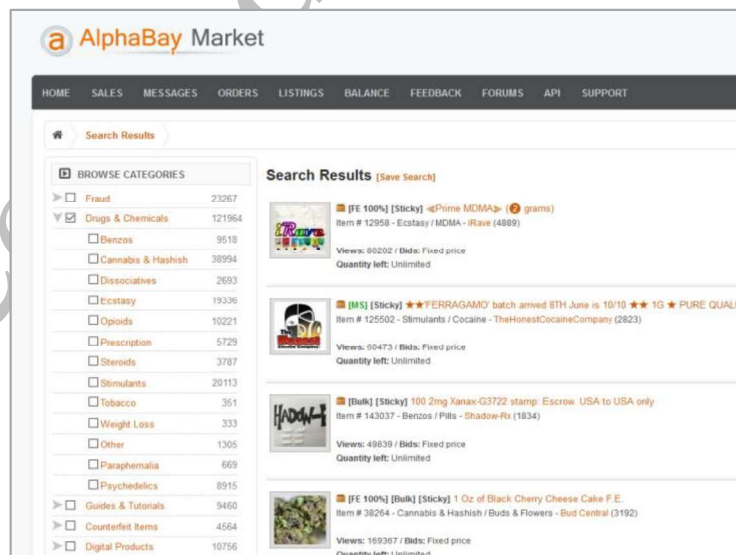 AlphaBay Market
HOME SALES MESSAGES ORDERS LISTINGS BALANCE FEEDBACK FORUMS API SUPPORT
Search Results
BROWSE CATEGORIES
Fraud 23267
Drugs & Chemicals 121964
Benzos 9518
Cannabis & Hashish 38994
Dissociatives 2693
Ecstasy 19336
Opioids 10221
Prescription 5729
Steroids 3787
Stimulants 20113
Tobacco 351
Weight Loss 333
Other 1305
Paraphernalia 669
Psychedelics 8915
Guides & Tutorials 9460
Counterfeit Items 4564
Digital Products 10756
Search Results [Save Search]
iRave
[FE 100%] [Sticky] ≪Prime MDMA≫ (❷ grams)
Item # 12958 - Ecstasy / MDMA - iRave (4889)
Views: 80202 / Bids: Fixed price
Quantity left: Unlimited
[MS] [Sticky] ★★'FERRAGAMO' batch arrived 8TH June is 10/10 ★★ 1G ★ PURE QUALI
Item # 125502 - Stimulants / Cocaine - TheHonestCocaineCompany (2823)
Views: 60473 / Bids: Fixed price
Quantity left: Unlimited
[Bulk] [Sticky] 100 2mg Xanax-G3722 stamp: Escrow. USA to USA only
Item # 143037 - Benzos / Pills - Shadow-Rx (1834)
Views: 49839 / Bids: Fixed price
Quantity left: Unlimited
[FE 100%] [Bulk] [Sticky] 1 Oz of Black Cherry Cheese Cake F.E.
Item # 38264 - Cannabis & Hashish / Buds & Flowers - Bud Central (3192)
Views: 169367 / Bids: Fixed price
Quantity left: Unlimited